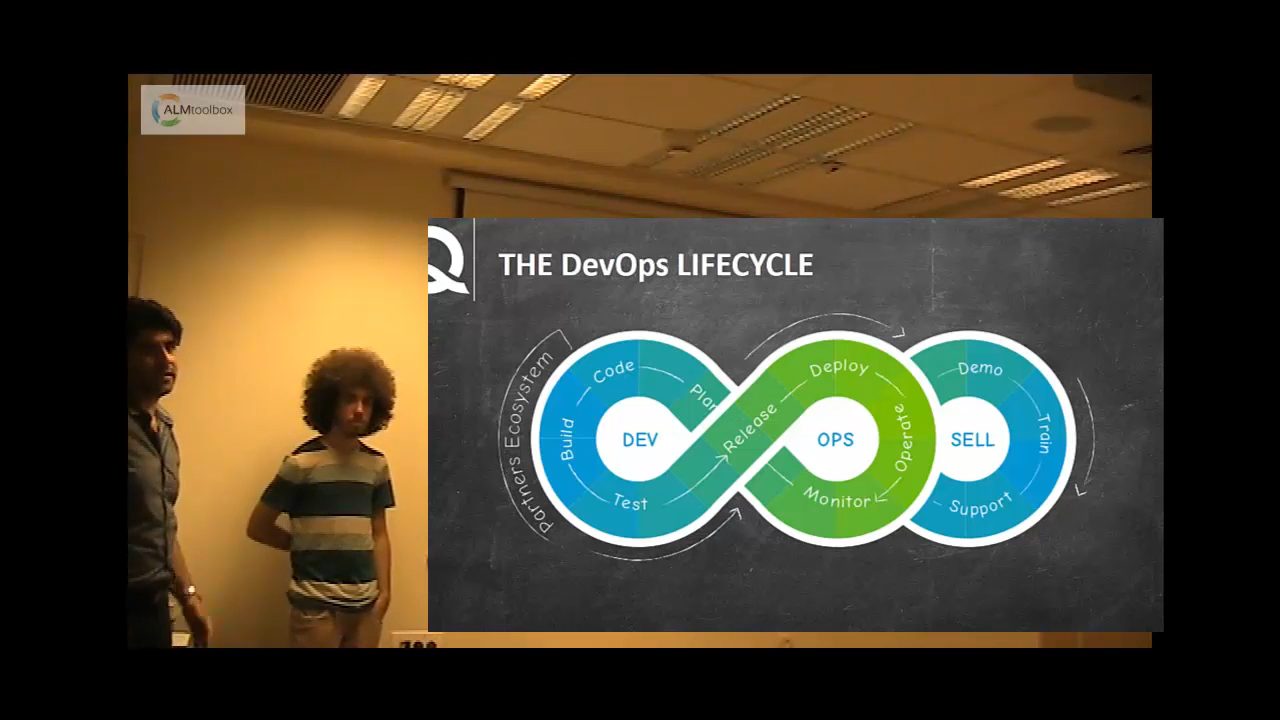 ALMtoolbox
THE DevOps LIFECYCLE
Partners Ecosystem
Code
Plan
Build
DEV
Test
Release
Deploy
OPS
Operate
Monitor
Demo
SELL
Train
Support